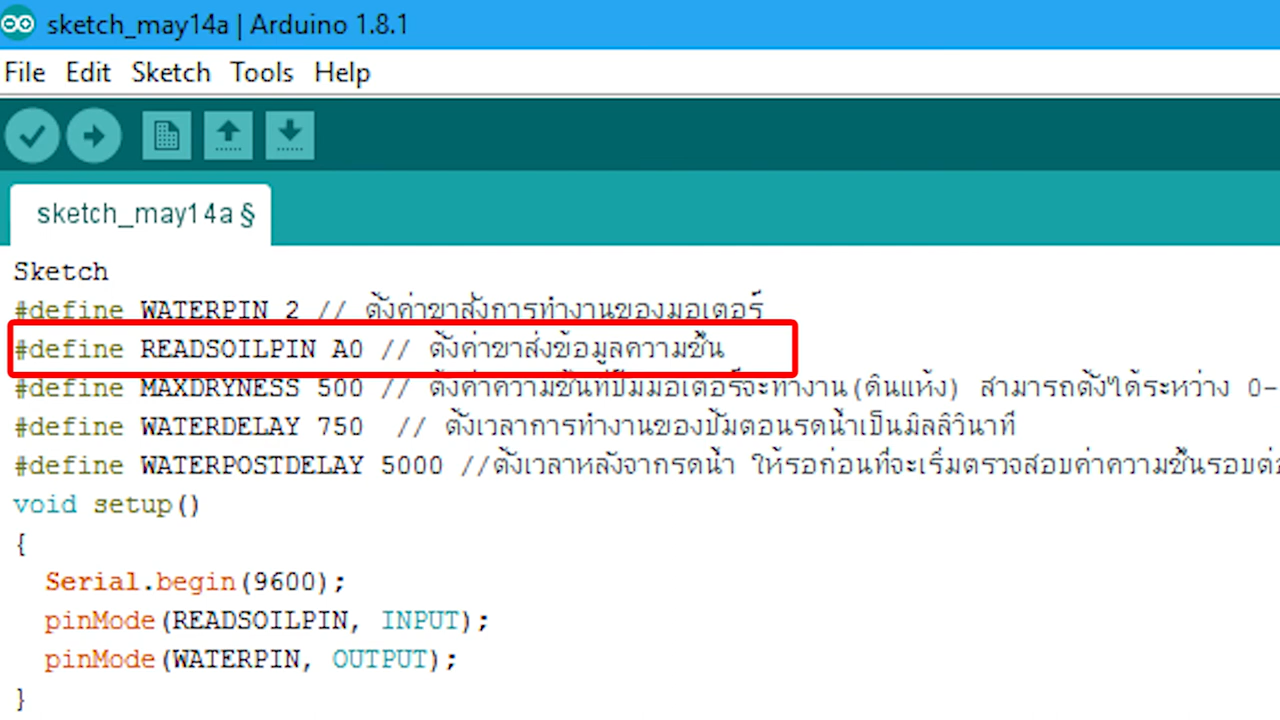 sketch_may14a | Arduino 1.8.1
File Edit Sketch Tools Help
sketch_may14a §
Sketch
#define WATERPIN 2 // ตั้งค่าขาสั่งการทำงานของมอเตอร์
#define READSOILPIN A0 // ตั้งค่าขาส่งข้อมูลความชื้น
#define MAXDRYNESS 500 // ตั้งค่าความชื้นที่ปั๊มมอเตอร์จะทำงาน(ดินแห้ง) สามารถตั้งได้ระหว่าง 0-
#define WATERDELAY 750 // ตั้งเวลาการทำงานของปั้มตอนรดน้ำเป็นมิลลิวินาที
#define WATERPOSTDELAY 5000 //ตั้งเวลาหลังจากรดน้ำ ให้รอก่อนที่จะเริ่มตรวจสอบค่าความชื้นรอบต่อ
void setup()
{
Serial.begin(9600);
pinMode(READSOILPIN, INPUT);
pinMode(WATERPIN, OUTPUT);
}